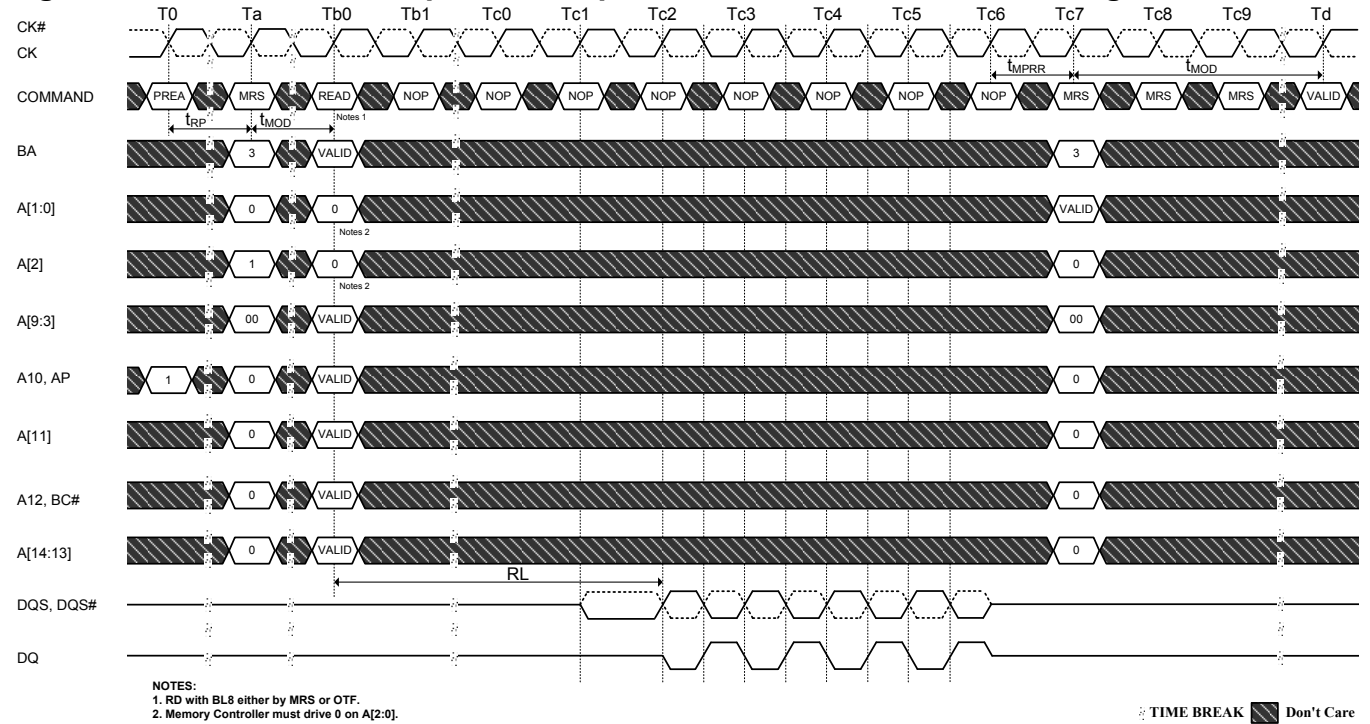 T0 Ta Tb0 Tb1 Tc0 Tc1 Tc2 Tc3 Tc4 Tc5 Tc6 Tc7 Tc8 Tc9 Td
CK#
CK
tMPRR tMOD
COMMAND PREA MRS READ NOP NOP NOP NOP NOP NOP NOP NOP MRS MRS MRS VALID
Notes 1
tRP tMOD
BA 3 VALID 3
A[1:0] 0 0 VALID
Notes 2
A[2] 1 0 0
Notes 2
A[9:3] 00 VALID 00
A10, AP 1 0 VALID 0
A[11] 0 VALID 0
A12, BC# 0 VALID 0
A[14:13] 0 VALID 0
RL
DQS, DQS#
DQ
NOTES:
1. RD with BL8 either by MRS or OTF.
2. Memory Controller must drive 0 on A[2:0].
TIME BREAK Don't Care